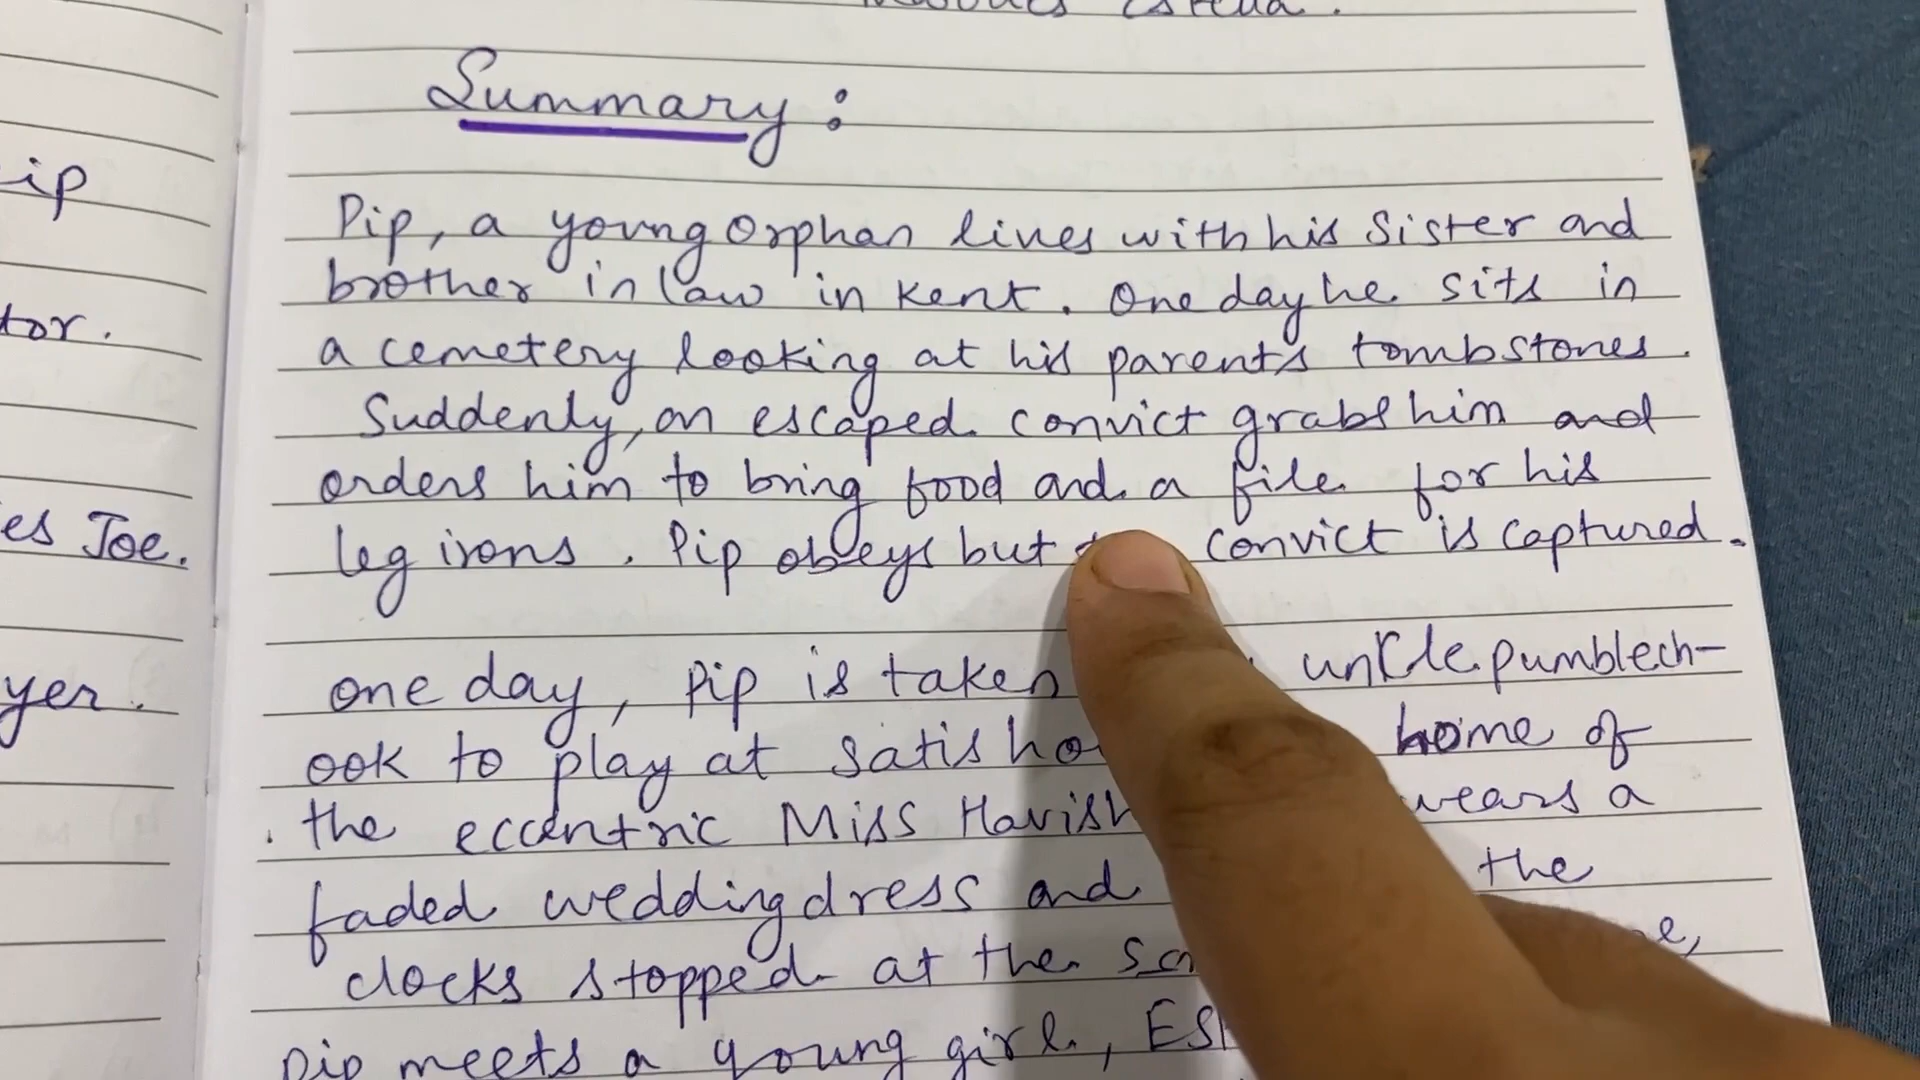 Summary :
Pip, a young orphan lives with his Sister and
brother in law in Kent. One day he sits in
a cemetery looking at his parents tombstones.
Suddenly, an escaped convict grabs him and
orders him to bring food and a file for his
leg irons. Pip obeys but convict is captured.
one day, Pip is taken uncle pumblech-
ook to play at Satis home of
the eccentric Miss wears a
faded wedding dress and the
clocks stopped at the
Pip meets a young girl,
ip
tor.
es Joe.
yer.